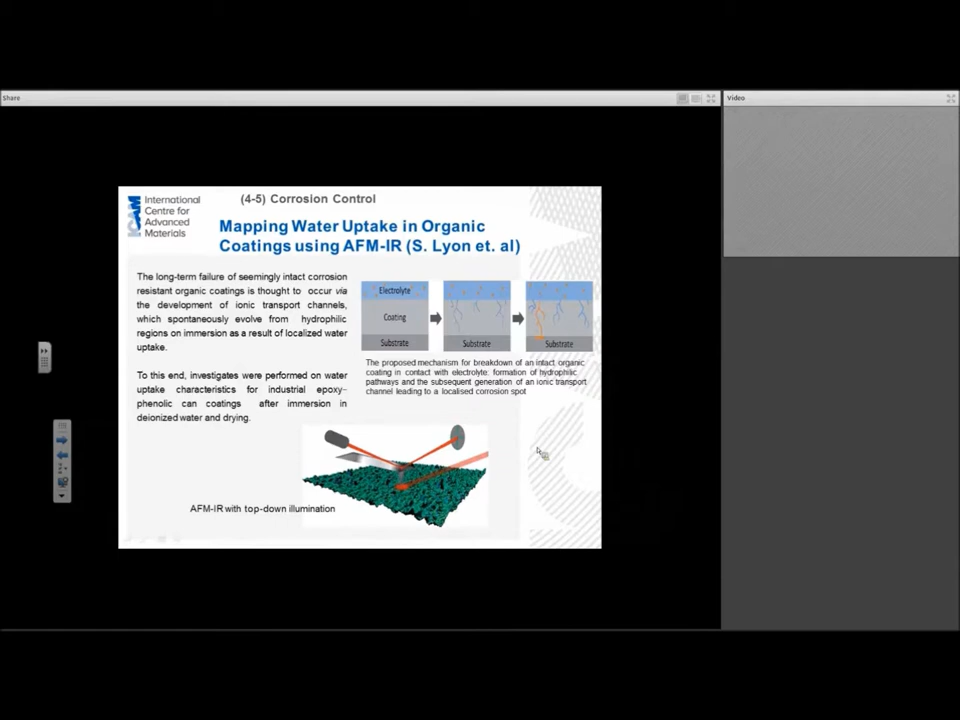 Share
Video
International
Centre for
Advanced
Materials
ICAM
(4-5) Corrosion Control
Mapping Water Uptake in Organic
Coatings using AFM-IR (S. Lyon et. al)
The long-term failure of seemingly intact corrosion
resistant organic coatings is thought to occur via
the development of ionic transport channels,
which spontaneously evolve from hydrophilic
regions on immersion as a result of localized water
uptake.
To this end, investigates were performed on water
uptake characteristics for industrial epoxy-
phenolic can coatings after immersion in
deionized water and drying.
Electrolyte
Coating
Substrate
Substrate
Substrate
The proposed mechanism for breakdown of an intact organic
coating in contact with electrolyte: formation of hydrophilic
pathways and the subsequent generation of an ionic transport
channel leading to a localised corrosion spot
AFM-IR with top-down illumination